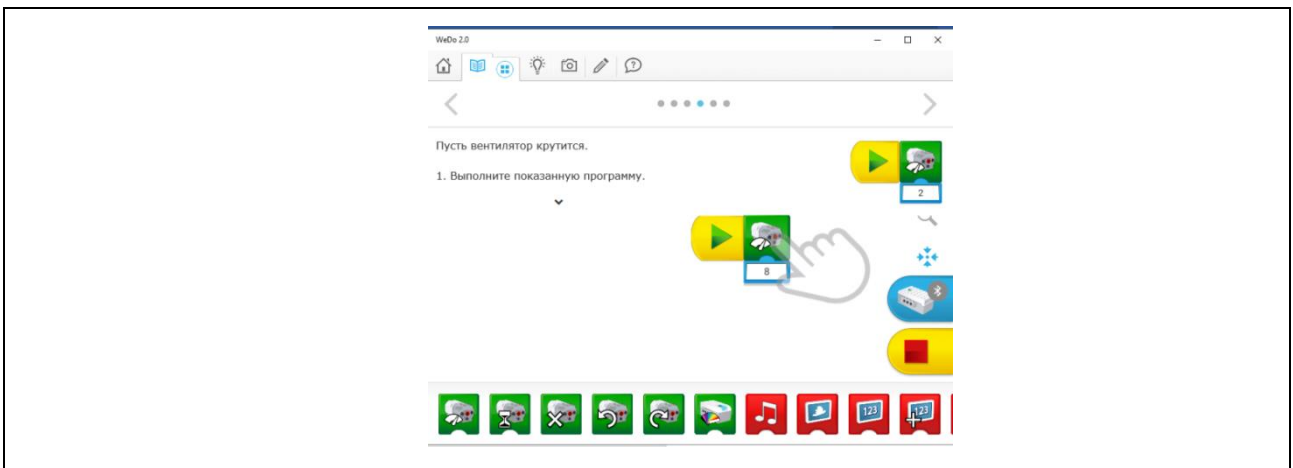 WeDo 2.0
Пусть вентилятор крутится.
1. Выполните показанную программу.
2
8
123
123